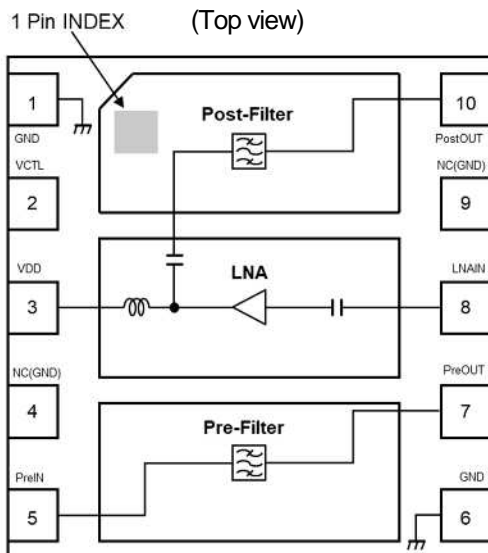 1 Pin INDEX
(Top view)
1
GND
Post-Filter
10
PostOUT
VCTL
2
NC(GND)
9
VDD
3
LNA
LNAIN
8
NC(GND)
4
PreOUT
7
Pre-Filter
PreIN
5
GND
6